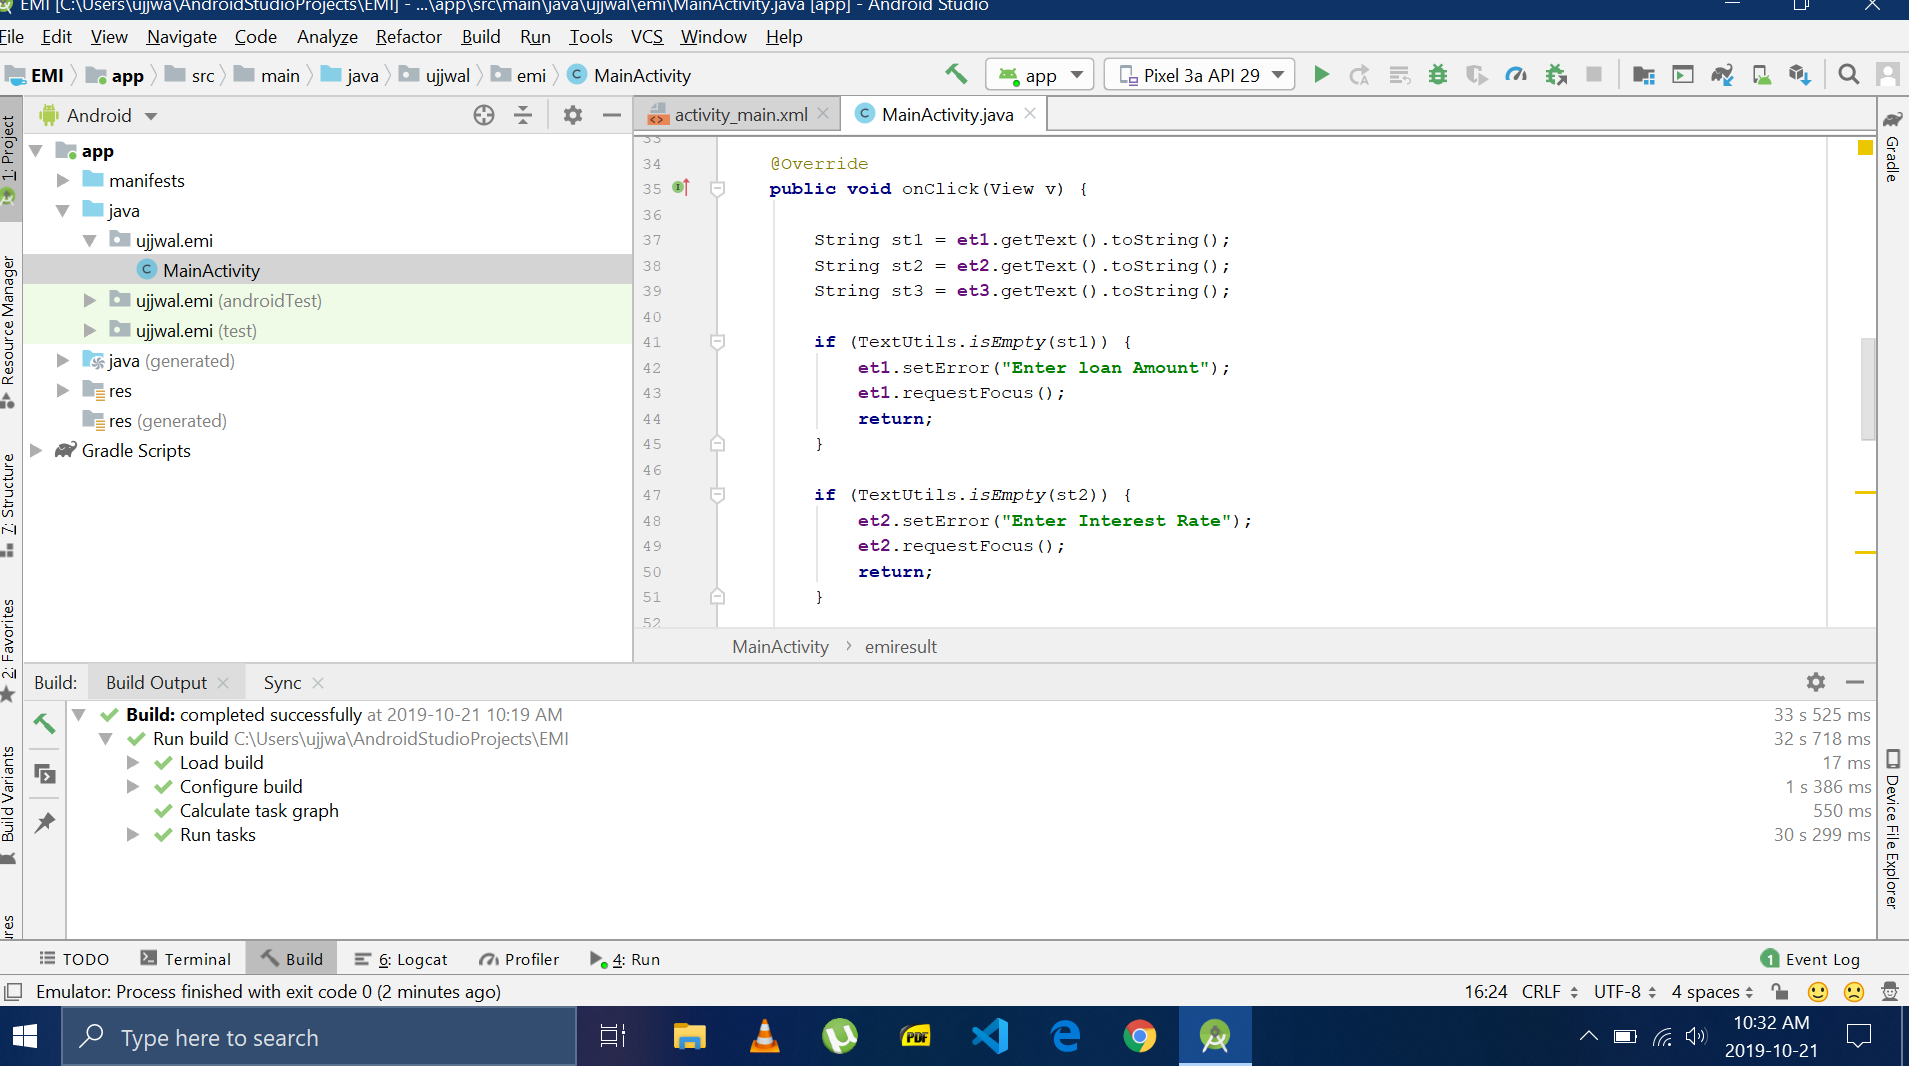 EMI [C:\Users\ujjwa\AndroidStudioProjects\EMI] - ...\app\src\main\java\ujjwal\emi\MainActivity.java [app] - Android Studio
File Edit View Navigate Code Analyze Refactor Build Run Tools VCS Window Help
EMI app src main java ujjwal emi MainActivity app Pixel 3a API 29
1: Project
Resource Manager
7: Structure
2: Favorites
Build Variants
Android
app
manifests
java
ujjwal.emi
MainActivity
ujjwal.emi (androidTest)
ujjwal.emi (test)
java (generated)
res
res (generated)
Gradle Scripts
activity_main.xml MainActivity.java
33
34 @Override
35 public void onClick(View v) {
36
37 String st1 = et1.getText().toString();
38 String st2 = et2.getText().toString();
39 String st3 = et3.getText().toString();
40
41 if (TextUtils.isEmpty(st1)) {
42 et1.setError("Enter loan Amount");
43 et1.requestFocus();
44 return;
45 }
46
47 if (TextUtils.isEmpty(st2)) {
48 et2.setError("Enter Interest Rate");
49 et2.requestFocus();
50 return;
51 }
52
MainActivity › emiresult
Gradle
Device File Explorer
Build: Build Output Sync
Build: completed successfully at 2019-10-21 10:19 AM 33 s 525 ms
Run build C:\Users\ujjwa\AndroidStudioProjects\EMI 32 s 718 ms
Load build 17 ms
Configure build 1 s 386 ms
Calculate task graph 550 ms
Run tasks 30 s 299 ms
TODO Terminal Build 6: Logcat Profiler 4: Run 1 Event Log
Emulator: Process finished with exit code 0 (2 minutes ago) 16:24 CRLF UTF-8 4 spaces
Type here to search
PDF
10:32 AM
2019-10-21